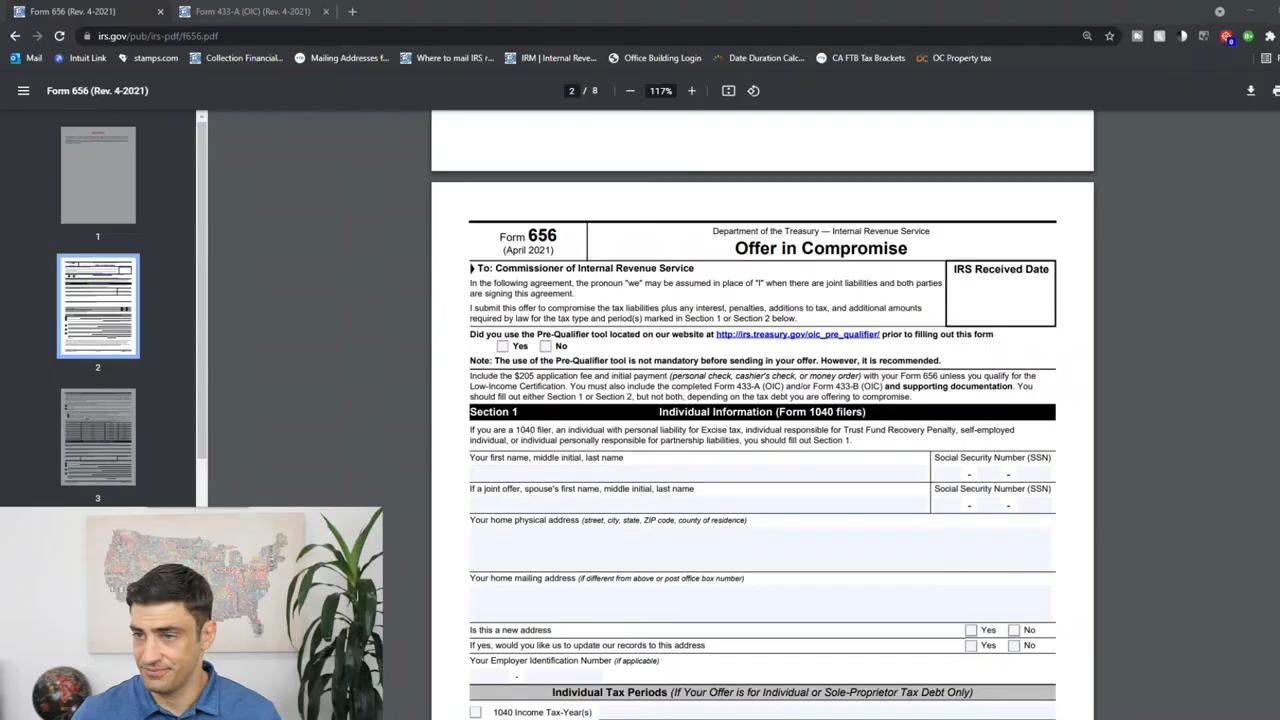 Form 656 (Rev. 4-2021)
Form 433-A (OIC) (Rev. 4-2021)
irs.gov/pub/irs-pdf/f656.pdf
Mail
Intuit Link
stamps.com
Collection Financial...
Mailing Addresses f...
Where to mail IRS r...
IRM | Internal Reve...
Office Building Login
Date Duration Calc...
CA FTB Tax Brackets
OC Property tax
Form 656 (Rev. 4-2021)
2 / 8
117%
1
2
3
Form 656
(April 2021)
Department of the Treasury — Internal Revenue Service
Offer in Compromise
To: Commissioner of Internal Revenue Service
IRS Received Date
In the following agreement, the pronoun "we" may be assumed in place of "I" when there are joint liabilities and both parties
are signing this agreement.
I submit this offer to compromise the tax liabilities plus any interest, penalties, additions to tax, and additional amounts
required by law for the tax type and period(s) marked in Section 1 or Section 2 below.
Did you use the Pre-Qualifier tool located on our website at http://irs.treasury.gov/oic_pre_qualifier/ prior to filling out this form
Yes No
Note: The use of the Pre-Qualifier tool is not mandatory before sending in your offer. However, it is recommended.
Include the $205 application fee and initial payment (personal check, cashier's check, or money order) with your Form 656 unless you qualify for the
Low-Income Certification. You must also include the completed Form 433-A (OIC) and/or Form 433-B (OIC) and supporting documentation. You
should fill out either Section 1 or Section 2, but not both, depending on the tax debt you are offering to compromise.
Section 1 Individual Information (Form 1040 filers)
If you are a 1040 filer, an individual with personal liability for Excise tax, individual responsible for Trust Fund Recovery Penalty, self-employed
individual, or individual personally responsible for partnership liabilities, you should fill out Section 1.
Your first name, middle initial, last name
Social Security Number (SSN)
- -
If a joint offer, spouse's first name, middle initial, last name
Social Security Number (SSN)
- -
Your home physical address (street, city, state, ZIP code, county of residence)
Your home mailing address (if different from above or post office box number)
Is this a new address Yes No
If yes, would you like us to update our records to this address Yes No
Your Employer Identification Number (if applicable)
-
Individual Tax Periods (If Your Offer is for Individual or Sole-Proprietor Tax Debt Only)
1040 Income Tax-Year(s)